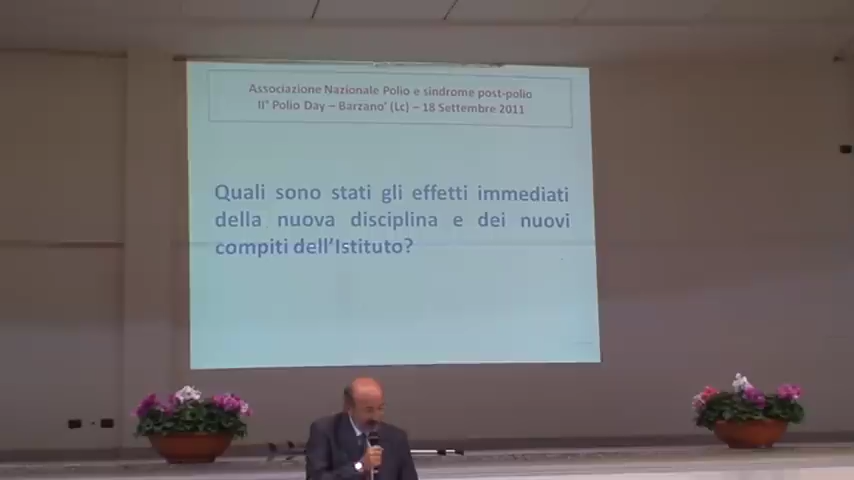 Associazione Nazionale Polio e sindrome post-polio
II° Polio Day – Barzano' (Lc) – 18 Settembre 2011
Quali sono stati gli effetti immediati
della nuova disciplina e dei nuovi
compiti dell'Istituto?